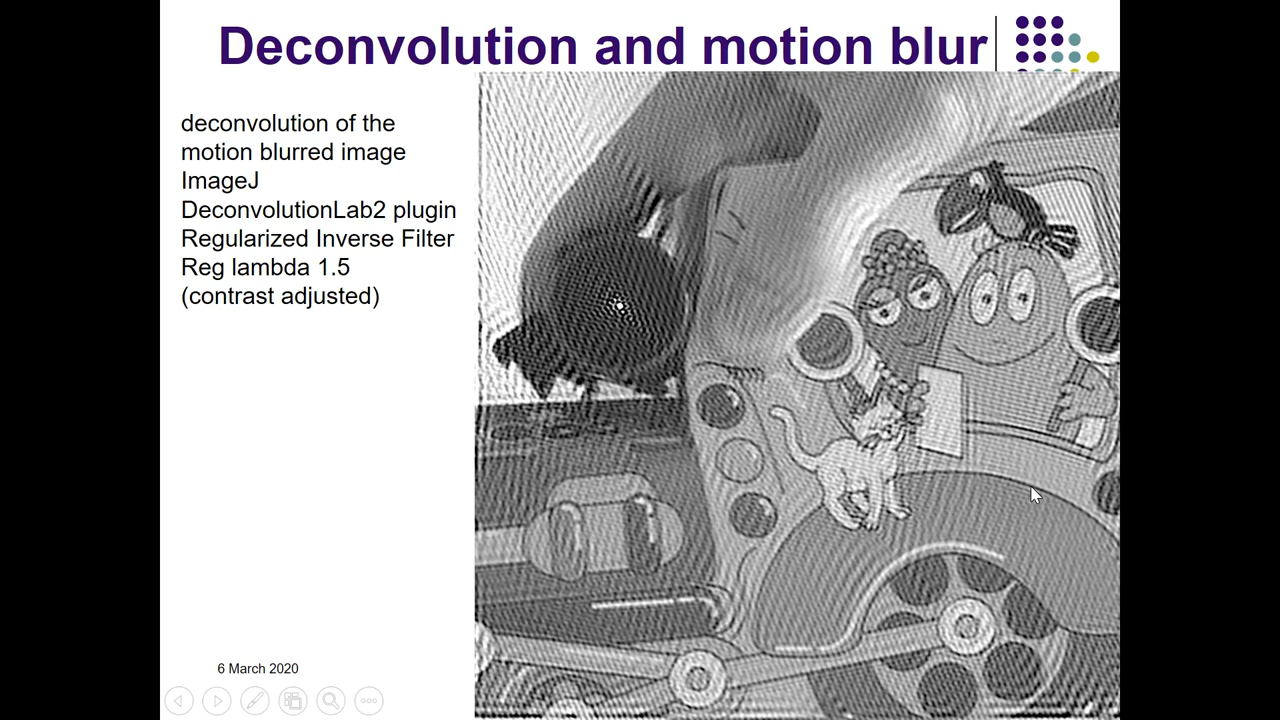 Deconvolution and motion blur
deconvolution of the
motion blurred image
ImageJ
DeconvolutionLab2 plugin
Regularized Inverse Filter
Reg lambda 1.5
(contrast adjusted)
6 March 2020